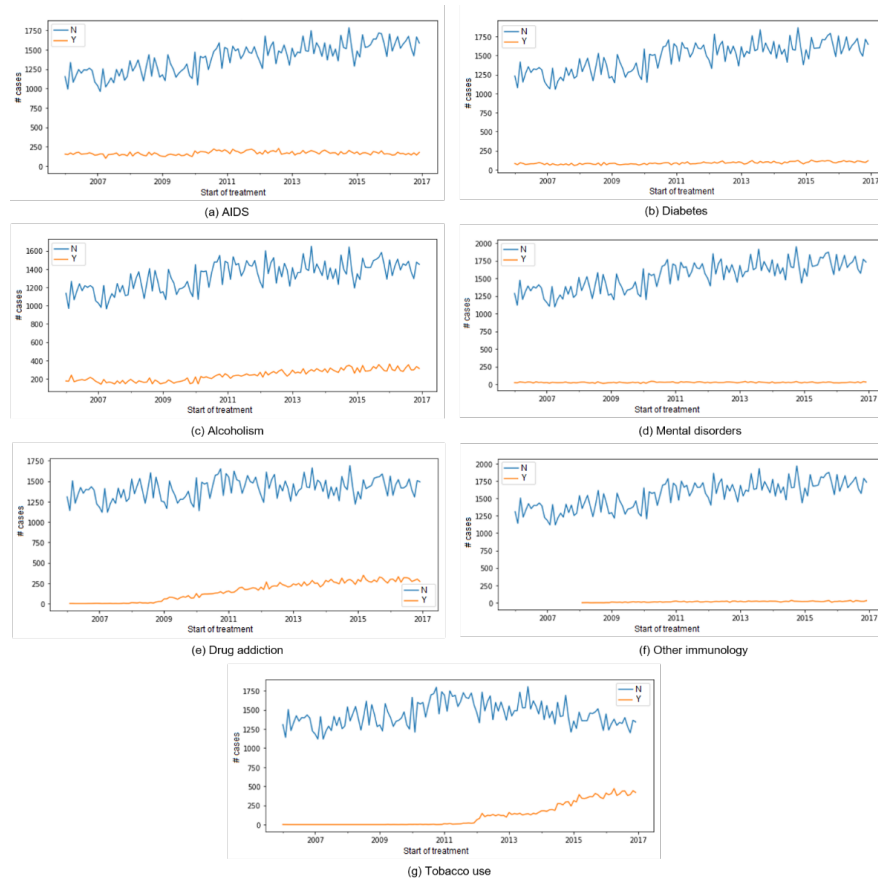 N
Y
# cases
1750
1500
1250
1000
750
500
250
0
2007
2009
2011
2013
2015
2017
Start of treatment
(a) AIDS
N
Y
# cases
1750
1500
1250
1000
750
500
250
0
2007
2009
2011
2013
2015
2017
Start of treatment
(b) Diabetes
N
Y
# cases
1600
1400
1200
1000
800
600
400
200
2007
2009
2011
2013
2015
2017
Start of treatment
(c) Alcoholism
N
Y
# cases
2000
1750
1500
1250
1000
750
500
250
0
2007
2009
2011
2013
2015
2017
Start of treatment
(d) Mental disorders
# cases
1750
1500
1250
1000
750
500
250
0
N
Y
2007
2009
2011
2013
2015
2017
Start of treatment
(e) Drug addiction
N
Y
# cases
2000
1750
1500
1250
1000
750
500
250
0
2007
2009
2011
2013
2015
2017
Start of treatment
(f) Other immunology
N
Y
# cases
1750
1500
1250
1000
750
500
250
0
2007
2009
2011
2013
2015
2017
Start of treatment
(g) Tobacco use